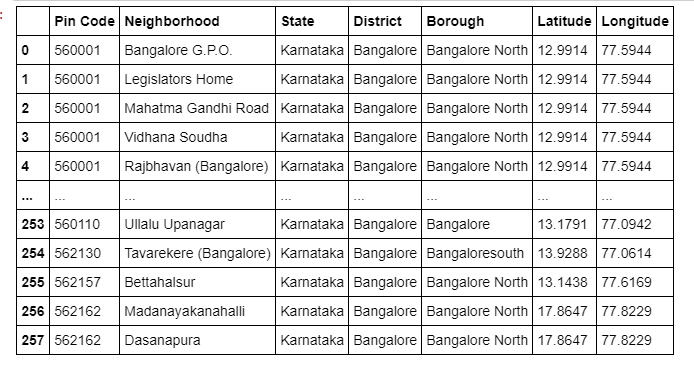 Pin Code Neighborhood State District Borough Latitude Longitude
0 560001 Bangalore G.P.O. Karnataka Bangalore Bangalore North 12.9914 77.5944
1 560001 Legislators Home Karnataka Bangalore Bangalore North 12.9914 77.5944
2 560001 Mahatma Gandhi Road Karnataka Bangalore Bangalore North 12.9914 77.5944
3 560001 Vidhana Soudha Karnataka Bangalore Bangalore North 12.9914 77.5944
4 560001 Rajbhavan (Bangalore) Karnataka Bangalore Bangalore North 12.9914 77.5944
... ... ... ... ... ... ... ...
253 560110 Ullalu Upanagar Karnataka Bangalore Bangalore 13.1791 77.0942
254 562130 Tavarekere (Bangalore) Karnataka Bangalore Bangaloresouth 13.9288 77.0614
255 562157 Bettahalsur Karnataka Bangalore Bangalore North 13.1438 77.6169
256 562162 Madanayakanahalli Karnataka Bangalore Bangalore North 17.8647 77.8229
257 562162 Dasanapura Karnataka Bangalore Bangalore North 17.8647 77.8229